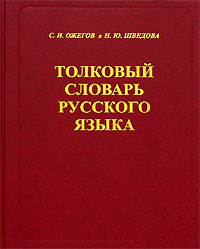 С. И. ОЖЕГОВ и Н. Ю. ШВЕДОВА
ТОЛКОВЫЙ
СЛОВАРЬ
РУССКОГО
ЯЗЫКА